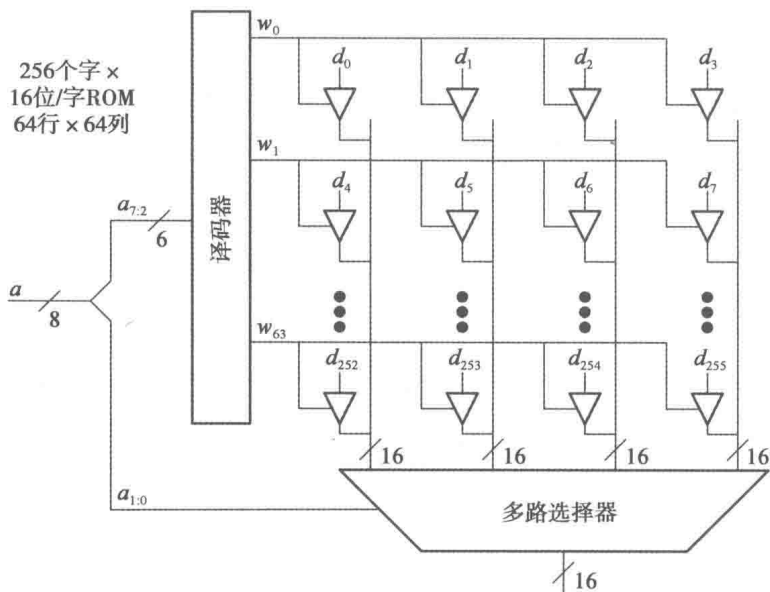 256个字 ×
16位/字ROM
64行 × 64列
w₀
d₀ d₁ d₂ d₃
w₁
d₄ d₅ d₆ d₇
a₇:₂
6
译码器
a
8
w₆₃
d₂₅₂ d₂₅₃ d₂₅₄ d₂₅₅
16 16 16 16
a₁:₀
多路选择器
16